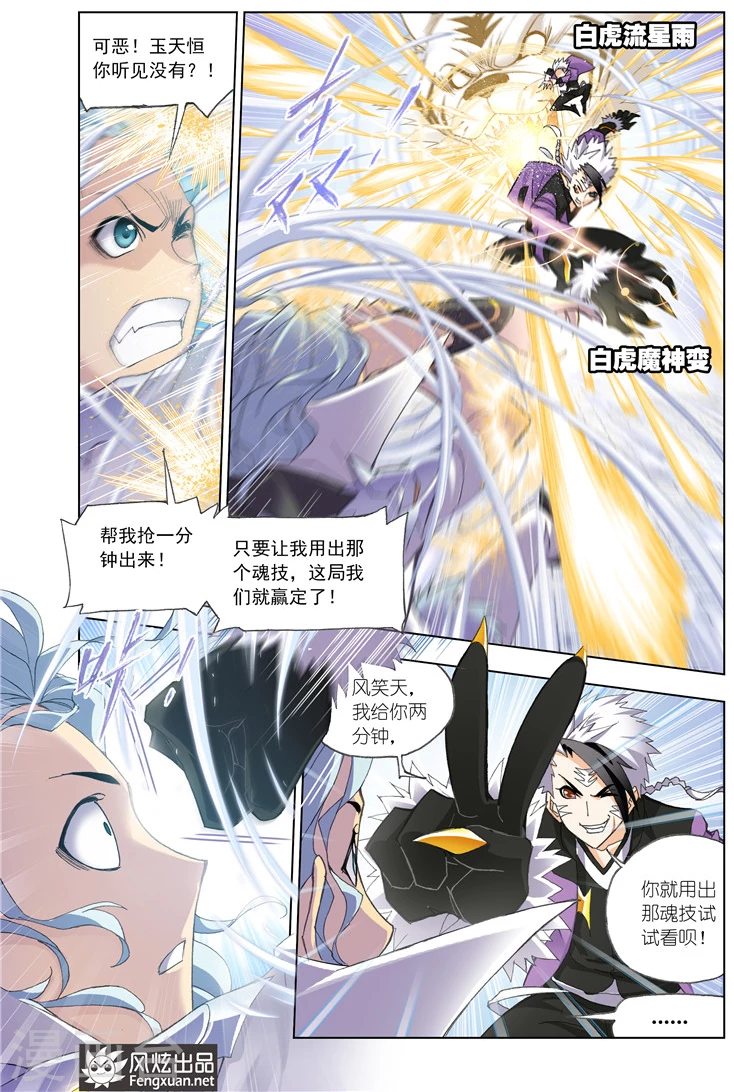 可恶！玉天恒
你听见没有？！
白虎流星雨
轰
白虎魔神变
帮我抢一分
钟出来！
只要让我用出那
个魂技，这局我
们就赢定了！
咔
风笑天，
我给你两
分钟，
你就用出
那魂技试
试看呗！
……
风炫出品
Fengxuan.net